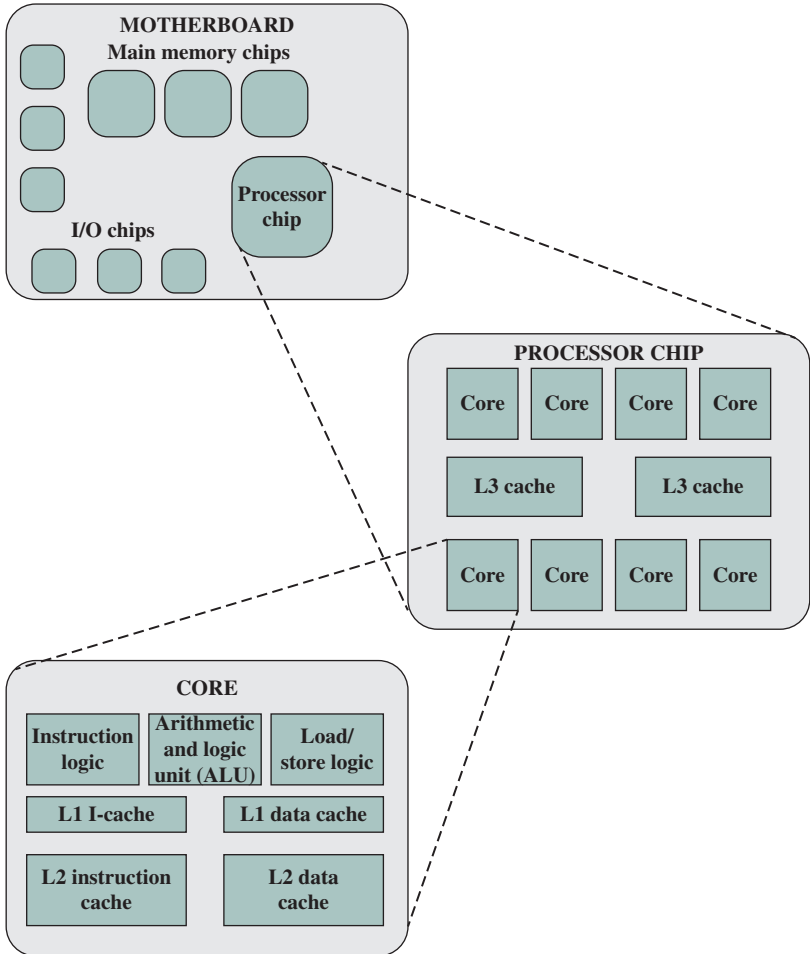 MOTHERBOARD
Main memory chips
Processor
chip
I/O chips
PROCESSOR CHIP
Core
Core
Core
Core
L3 cache
L3 cache
Core
Core
Core
Core
CORE
Instruction
logic
Arithmetic
and logic
unit (ALU)
Load/
store logic
L1 I-cache
L1 data cache
L2 instruction
cache
L2 data
cache